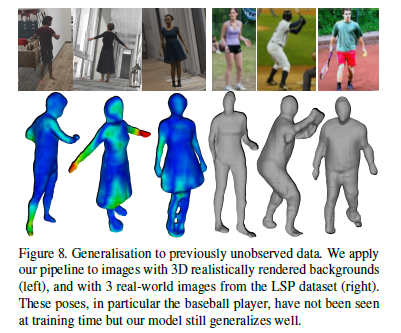 Figure 8. Generalisation to previously unobserved data. We apply
our pipeline to images with 3D realistically rendered backgrounds
(left), and with 3 real-world images from the LSP dataset (right).
These poses, in particular the baseball player, have not been seen
at training time but our model still generalizes well.